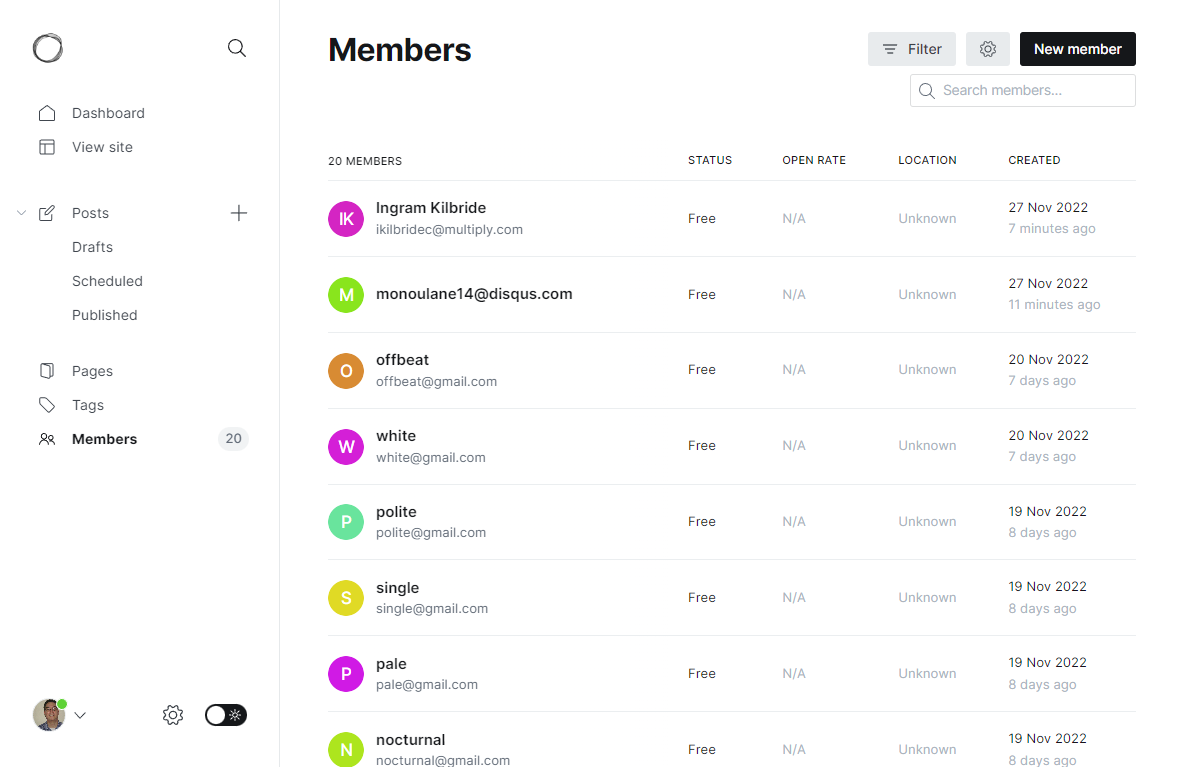 Dashboard
View site
Posts
Drafts
Scheduled
Published
Pages
Tags
Members 20
Members
Filter
New member
Search members...
20 MEMBERS STATUS OPEN RATE LOCATION CREATED
IK Ingram Kilbride Free N/A Unknown 27 Nov 2022
ikilbridec@multiply.com 7 minutes ago
M monoulane14@disqus.com Free N/A Unknown 27 Nov 2022
11 minutes ago
O offbeat Free N/A Unknown 20 Nov 2022
offbeat@gmail.com 7 days ago
W white Free N/A Unknown 20 Nov 2022
white@gmail.com 7 days ago
P polite Free N/A Unknown 19 Nov 2022
polite@gmail.com 8 days ago
S single Free N/A Unknown 19 Nov 2022
single@gmail.com 8 days ago
P pale Free N/A Unknown 19 Nov 2022
pale@gmail.com 8 days ago
N nocturnal Free N/A Unknown 19 Nov 2022
nocturnal@gmail.com 8 days ago